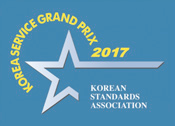 KOREA SERVICE GRAND PRIX
2017
KOREAN
STANDARDS
ASSOCIATION